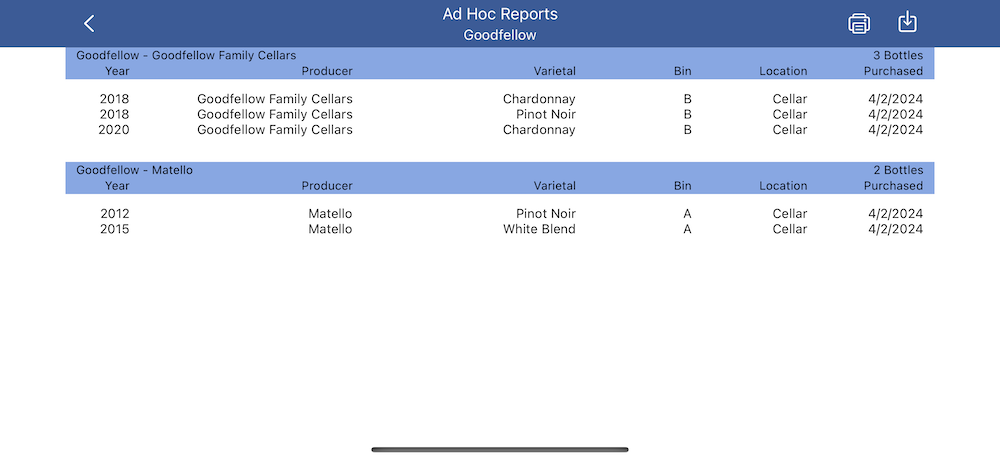 Ad Hoc Reports
Goodfellow
Goodfellow - Goodfellow Family Cellars 3 Bottles
Year Producer Varietal Bin Location Purchased
2018 Goodfellow Family Cellars Chardonnay B Cellar 4/2/2024
2018 Goodfellow Family Cellars Pinot Noir B Cellar 4/2/2024
2020 Goodfellow Family Cellars Chardonnay B Cellar 4/2/2024
Goodfellow - Matello 2 Bottles
Year Producer Varietal Bin Location Purchased
2012 Matello Pinot Noir A Cellar 4/2/2024
2015 Matello White Blend A Cellar 4/2/2024